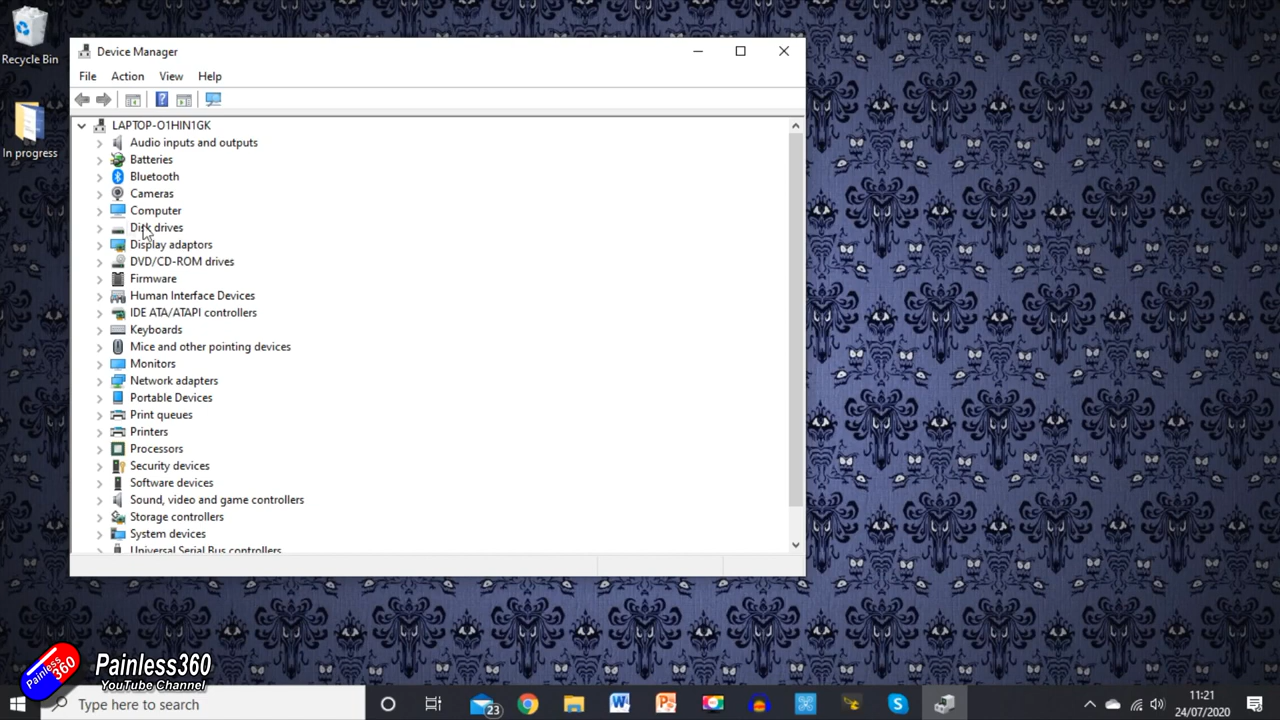 Recycle Bin
In progress
Device Manager
File Action View Help
LAPTOP-O1HIN1GK
Audio inputs and outputs
Batteries
Bluetooth
Cameras
Computer
Disk drives
Display adaptors
DVD/CD-ROM drives
Firmware
Human Interface Devices
IDE ATA/ATAPI controllers
Keyboards
Mice and other pointing devices
Monitors
Network adapters
Portable Devices
Print queues
Printers
Processors
Security devices
Software devices
Sound, video and game controllers
Storage controllers
System devices
Universal Serial Bus controllers
Painless360
Painless360
YouTube Channel
Type here to search
23
11:21
24/07/2020